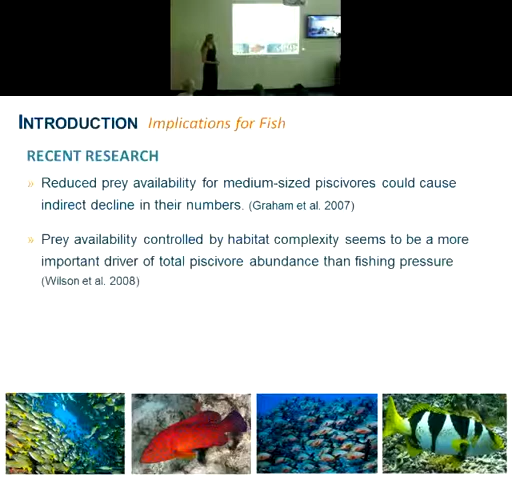 INTRODUCTION Implications for Fish
RECENT RESEARCH
» Reduced prey availability for medium-sized piscivores could cause
indirect decline in their numbers. (Graham et al. 2007)
» Prey availability controlled by habitat complexity seems to be a more
important driver of total piscivore abundance than fishing pressure
(Wilson et al. 2008)